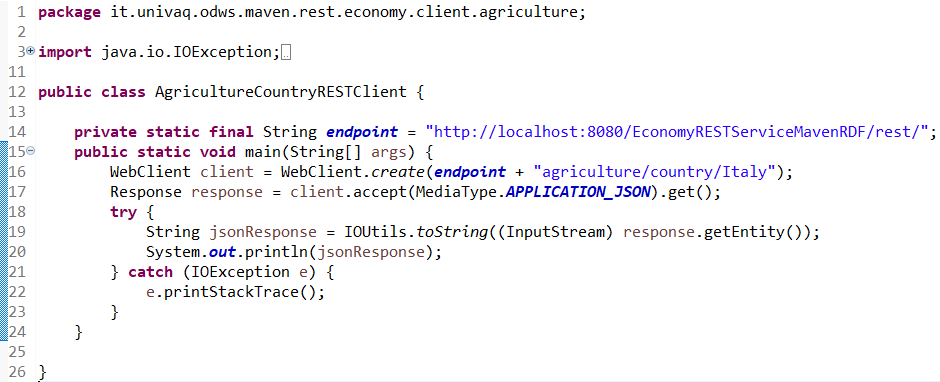 1 package it.univaq.odws.maven.rest.economy.client.agriculture;
2
3 import java.io.IOException;
11
12 public class AgricultureCountryRESTClient {
13
14     private static final String endpoint = "http://localhost:8080/EconomyRESTServiceMavenRDF/rest/";
15     public static void main(String[] args) {
16         WebClient client = WebClient.create(endpoint + "agriculture/country/Italy");
17         Response response = client.accept(MediaType.APPLICATION_JSON).get();
18         try {
19             String jsonResponse = IOUtils.toString((InputStream) response.getEntity());
20             System.out.println(jsonResponse);
21         } catch (IOException e) {
22             e.printStackTrace();
23         }
24     }
25
26 }